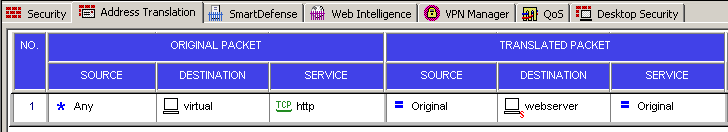 Security Address Translation SmartDefense Web Intelligence VPN Manager QoS Desktop Security
NO. ORIGINAL PACKET TRANSLATED PACKET
SOURCE DESTINATION SERVICE SOURCE DESTINATION SERVICE
1 * Any virtual TCP http = Original S webserver = Original